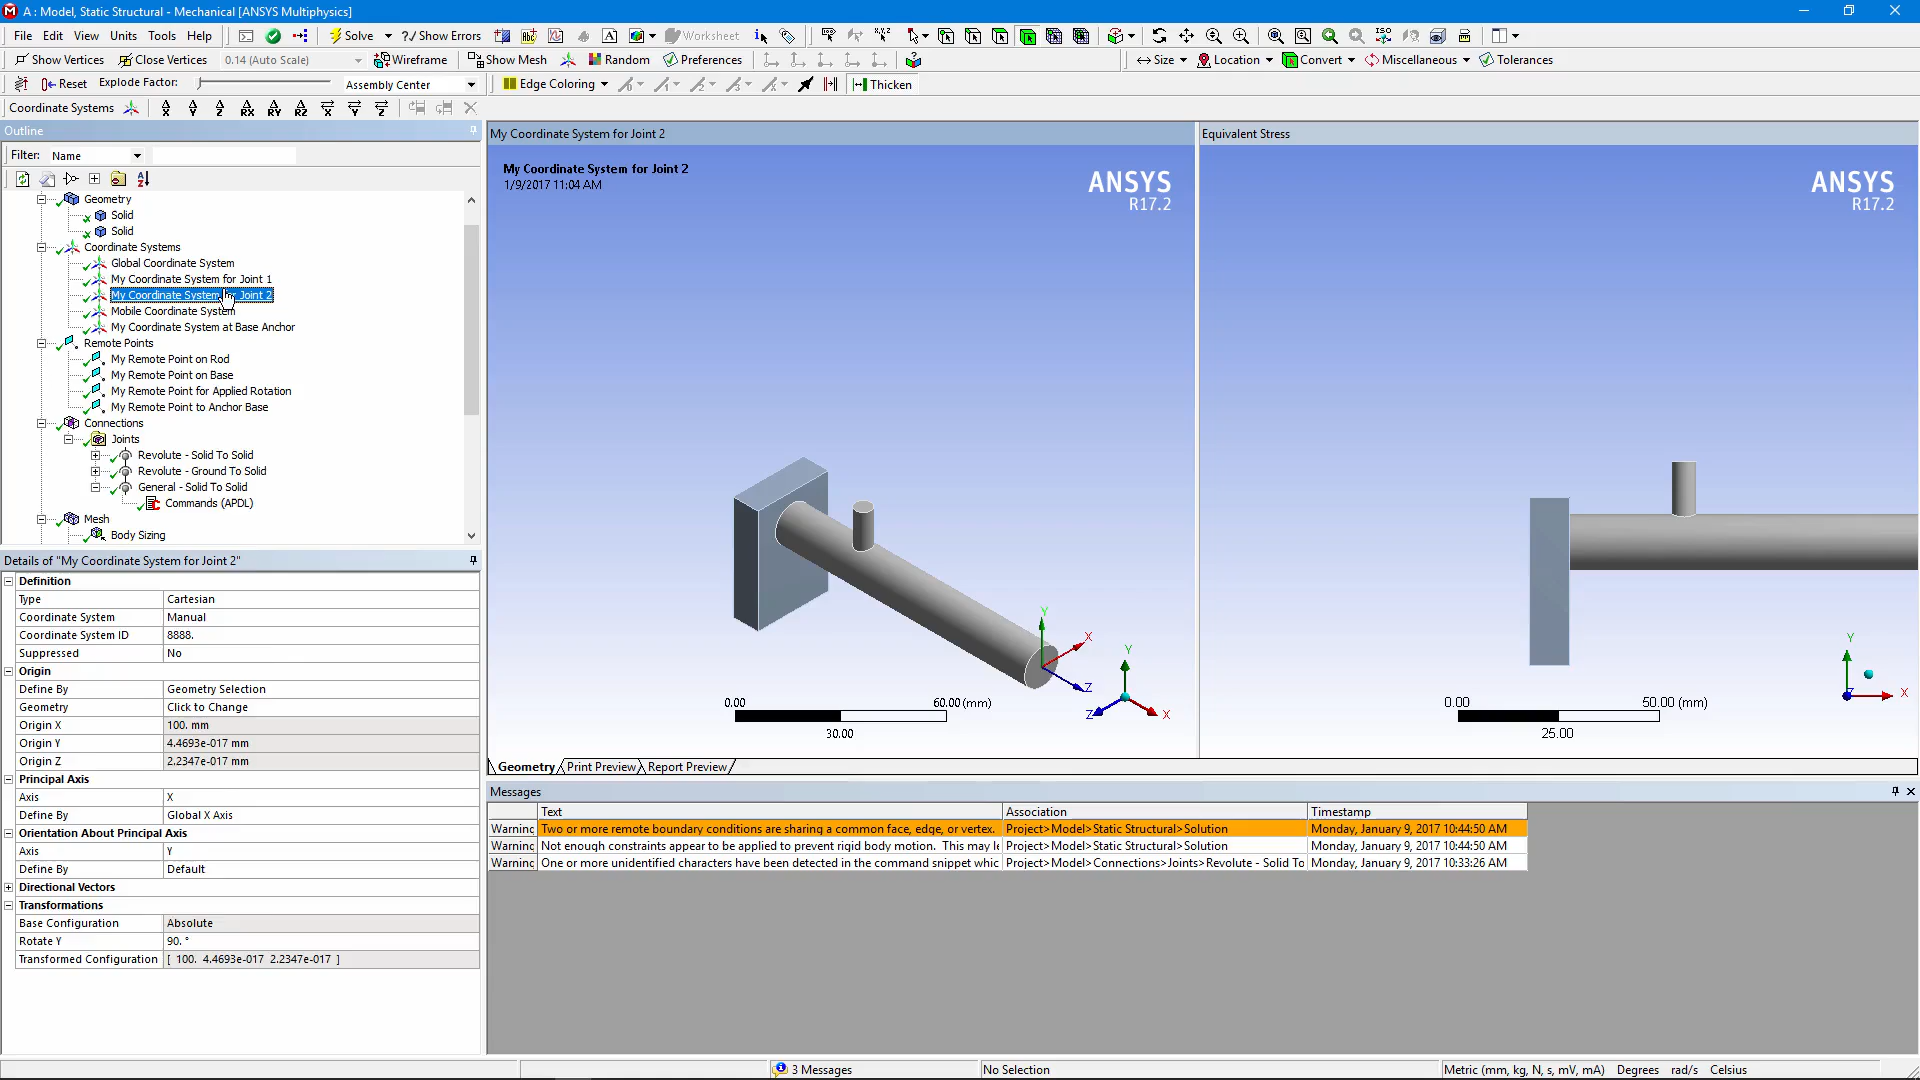 A : Model, Static Structural - Mechanical [ANSYS Multiphysics]
File Edit View Units Tools Help Solve ?/ Show Errors Worksheet
Show Vertices Close Vertices 0.14 (Auto Scale) Wireframe Show Mesh Random Preferences Size Location Convert Miscellaneous Tolerances
Reset Explode Factor: Assembly Center Edge Coloring Thicken
Coordinate Systems X Y Z RX RY RZ X Y Z
Outline
Filter: Name
Geometry
Solid
Solid
Coordinate Systems
Global Coordinate System
My Coordinate System for Joint 1
My Coordinate System for Joint 2
Mobile Coordinate System
My Coordinate System at Base Anchor
Remote Points
My Remote Point on Rod
My Remote Point on Base
My Remote Point for Applied Rotation
My Remote Point to Anchor Base
Connections
Joints
Revolute - Solid To Solid
Revolute - Ground To Solid
General - Solid To Solid
Commands (APDL)
Mesh
Body Sizing
Details of "My Coordinate System for Joint 2"
Definition
Type Cartesian
Coordinate System Manual
Coordinate System ID 8888.
Suppressed No
Origin
Define By Geometry Selection
Geometry Click to Change
Origin X 100. mm
Origin Y 4.4693e-017 mm
Origin Z 2.2347e-017 mm
Principal Axis
Axis X
Define By Global X Axis
Orientation About Principal Axis
Axis Y
Define By Default
Directional Vectors
Transformations
Base Configuration Absolute
Rotate Y 90. °
Transformed Configuration [ 100. 4.4693e-017 2.2347e-017 ]
My Coordinate System for Joint 2
My Coordinate System for Joint 2
1/9/2017 11:04 AM
ANSYS
R17.2
Y
X
Z
Y
Z
X
0.00 60.00 (mm)
30.00
Equivalent Stress
ANSYS
R17.2
Y
Z
X
0.00 50.00 (mm)
25.00
Geometry Print Preview Report Preview
Messages
Text Association Timestamp
Warning Two or more remote boundary conditions are sharing a common face, edge, or vertex. Project>Model>Static Structural>Solution Monday, January 9, 2017 10:44:50 AM
Warning Not enough constraints appear to be applied to prevent rigid body motion. This may le Project>Model>Static Structural>Solution Monday, January 9, 2017 10:44:50 AM
Warning One or more unidentified characters have been detected in the command snippet whic Project>Model>Connections>Joints>Revolute - Solid To Monday, January 9, 2017 10:33:26 AM
3 Messages No Selection Metric (mm, kg, N, s, mV, mA) Degrees rad/s Celsius